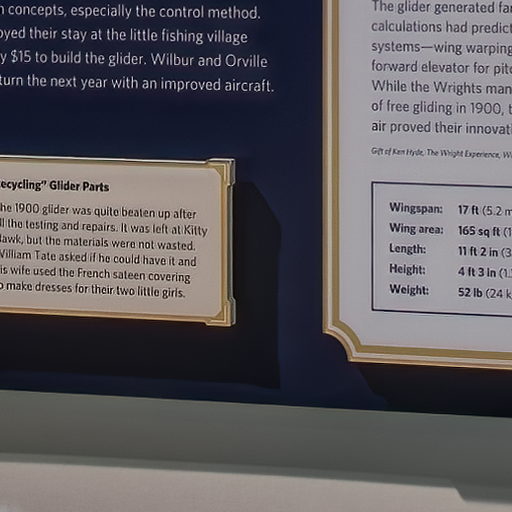 n concepts, especially the control method.
oyed their stay at the little fishing village
y $15 to build the glider. Wilbur and Orville
turn the next year with an improved aircraft.
ecycling" Glider Parts
he 1900 glider was quite beaten up after
ll the testing and repairs. It was left at Kitty
Hawk, but the materials were not wasted.
William Tate asked if he could have it and
is wife used the French sateen covering
o make dresses for their two little girls.
The glider generated far
calculations had predict
systems—wing warping
forward elevator for pitc
While the Wrights man
of free gliding in 1900, t
air proved their innovati
Gift of Ken Hyde, The Wright Experience, W
Wingspan: 17 ft (5.2 m
Wing area: 165 sq ft (1
Length: 11 ft 2 in (3
Height: 4 ft 3 in (1.
Weight: 52 lb (24 k